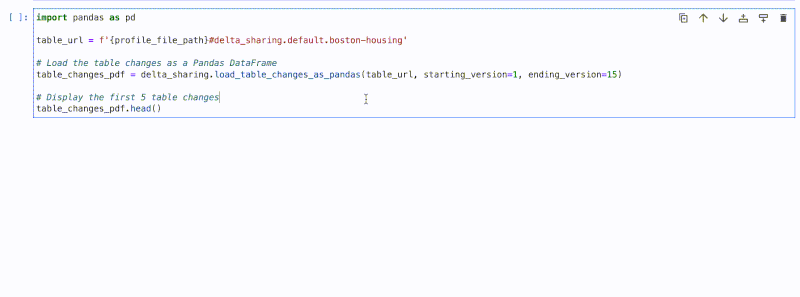 [ ]: import pandas as pd
table_url = f'{profile_file_path}#delta_sharing.default.boston-housing'
# Load the table changes as a Pandas DataFrame
table_changes_pdf = delta_sharing.load_table_changes_as_pandas(table_url, starting_version=1, ending_version=15)
# Display the first 5 table changes
table_changes_pdf.head()